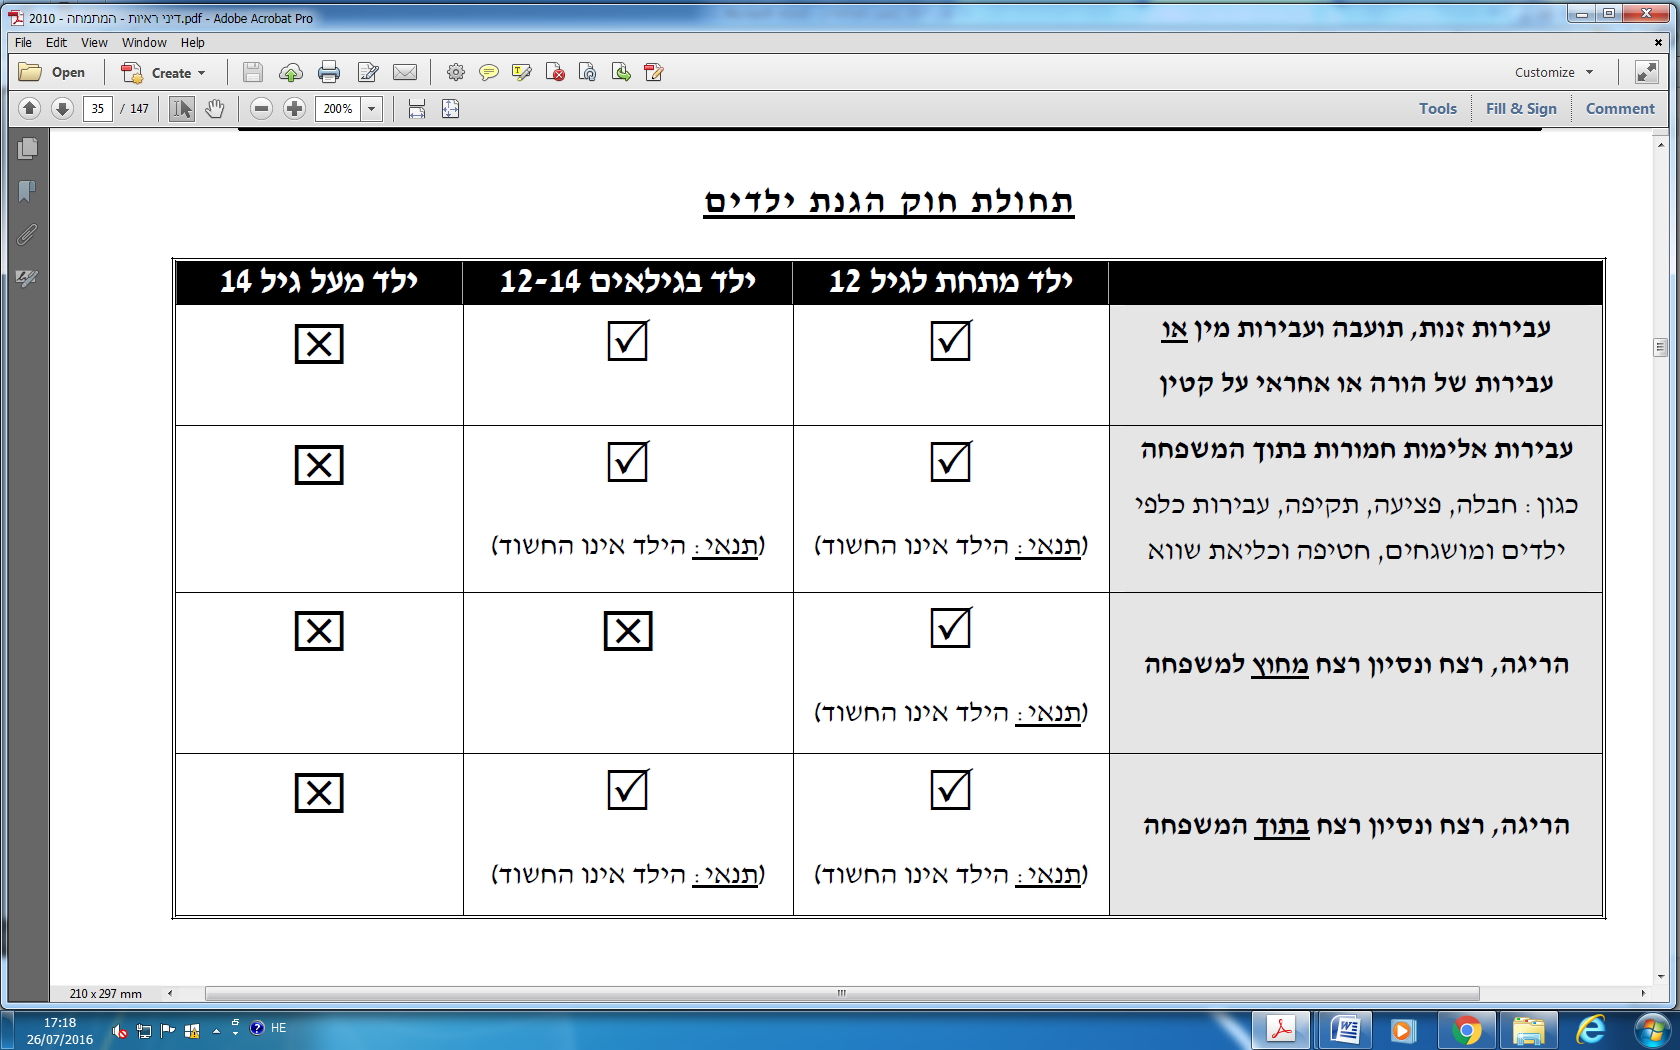 2010 - דיני ראיות - המתמחה.pdf - Adobe Acrobat Pro
File Edit View Window Help
Open Create Customize
35 / 147 200% Tools Fill & Sign Comment
תחולת חוק הגנת ילדים
ילד מתחת לגיל 12 ילד בגילאים 12-14 ילד מעל גיל 14
עבירות זנות, תועבה ועבירות מין או
עבירות של הורה או אחראי על קטין
עבירות אלימות חמורות בתוך המשפחה
כגון: חבלה, פציעה, תקיפה, עבירות כלפי
ילדים ומושגחים, חטיפה וכליאת שווא
(תנאי: הילד אינו החשוד) (תנאי: הילד אינו החשוד)
הריגה, רצח ונסיון רצח מחוץ למשפחה
(תנאי: הילד אינו החשוד)
הריגה, רצח ונסיון רצח בתוך המשפחה
(תנאי: הילד אינו החשוד) (תנאי: הילד אינו החשוד)
210 x 297 mm
17:18
26/07/2016
HE